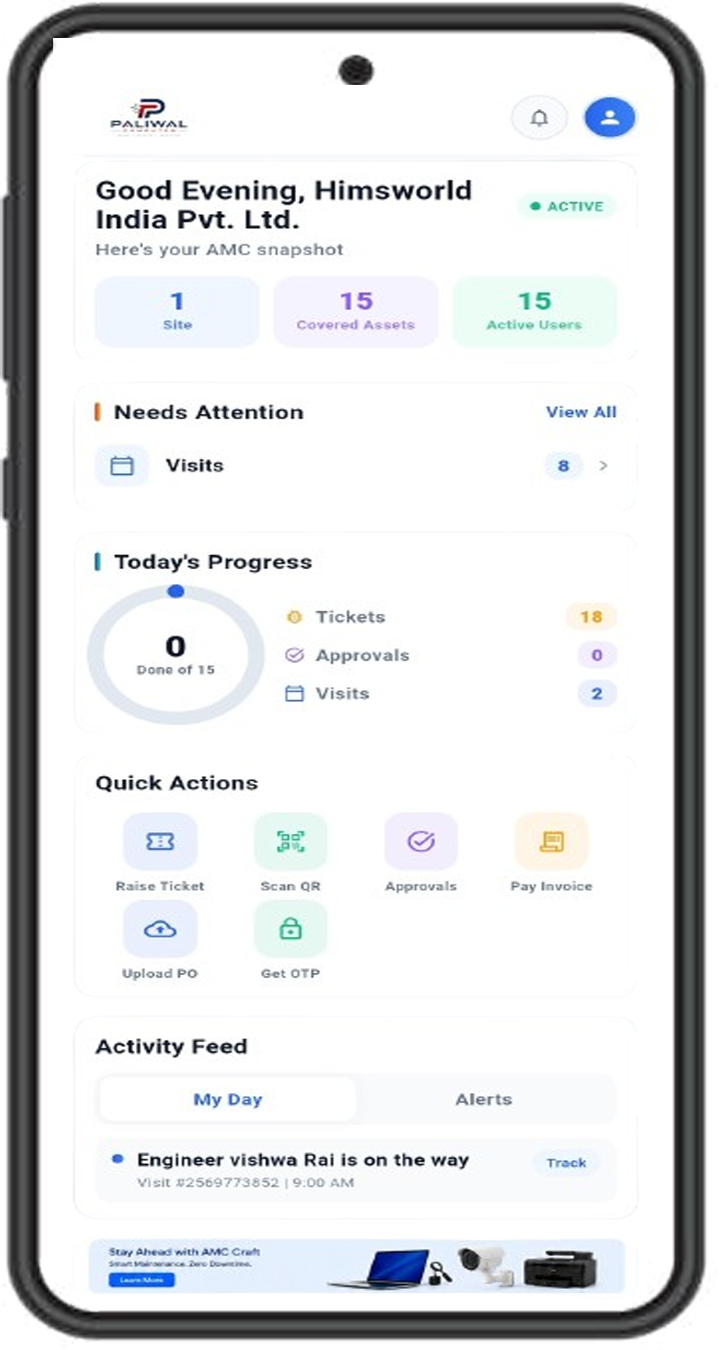 PALIWAL
COMPUTER
Good Evening, Himsworld
India Pvt. Ltd.
ACTIVE
Here's your AMC snapshot
1
Site
15
Covered Assets
15
Active Users
Needs Attention
View All
Visits
8
Today's Progress
0
Done of 15
Tickets
18
Approvals
0
Visits
2
Quick Actions
Raise Ticket
Scan QR
Approvals
Pay Invoice
Upload PO
Get OTP
Activity Feed
My Day
Alerts
Engineer vishwa Rai is on the way
Visit #2569773852 | 9:00 AM
Track
Stay Ahead with AMC Craft
Smart Maintenance. Zero Downtime.
Learn More